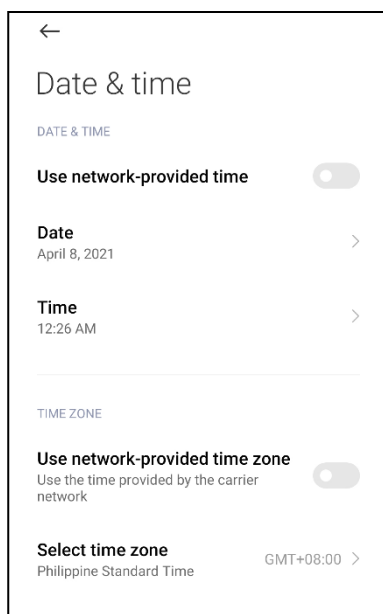 Date & time
DATE & TIME
Use network-provided time
Date
April 8, 2021
Time
12:26 AM
TIME ZONE
Use network-provided time zone
Use the time provided by the carrier
network
Select time zone
GMT+08:00
Philippine Standard Time